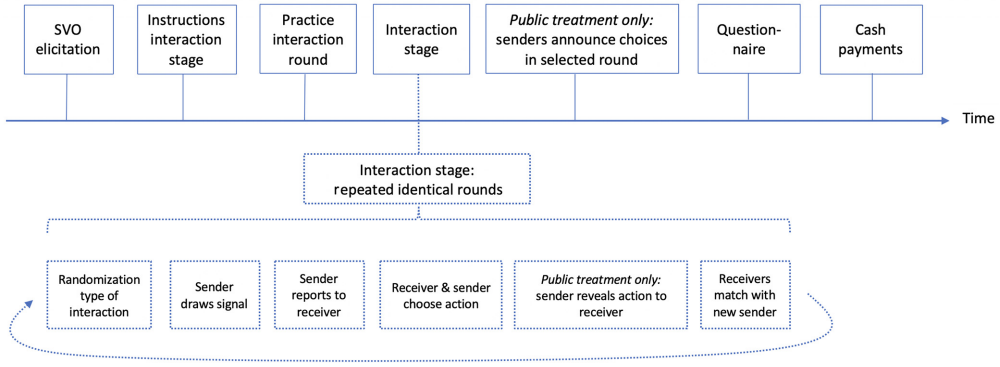 SVO
elicitation
Instructions
interaction
stage
Practice
interaction
round
Interaction
stage
Public treatment only:
senders announce choices
in selected round
Question-
naire
Cash
payments
Time
Interaction stage:
repeated identical rounds
Randomization
type of
interaction
Sender
draws signal
Sender
reports to
receiver
Receiver & sender
choose action
Public treatment only:
sender reveals action to
receiver
Receivers
match with
new sender